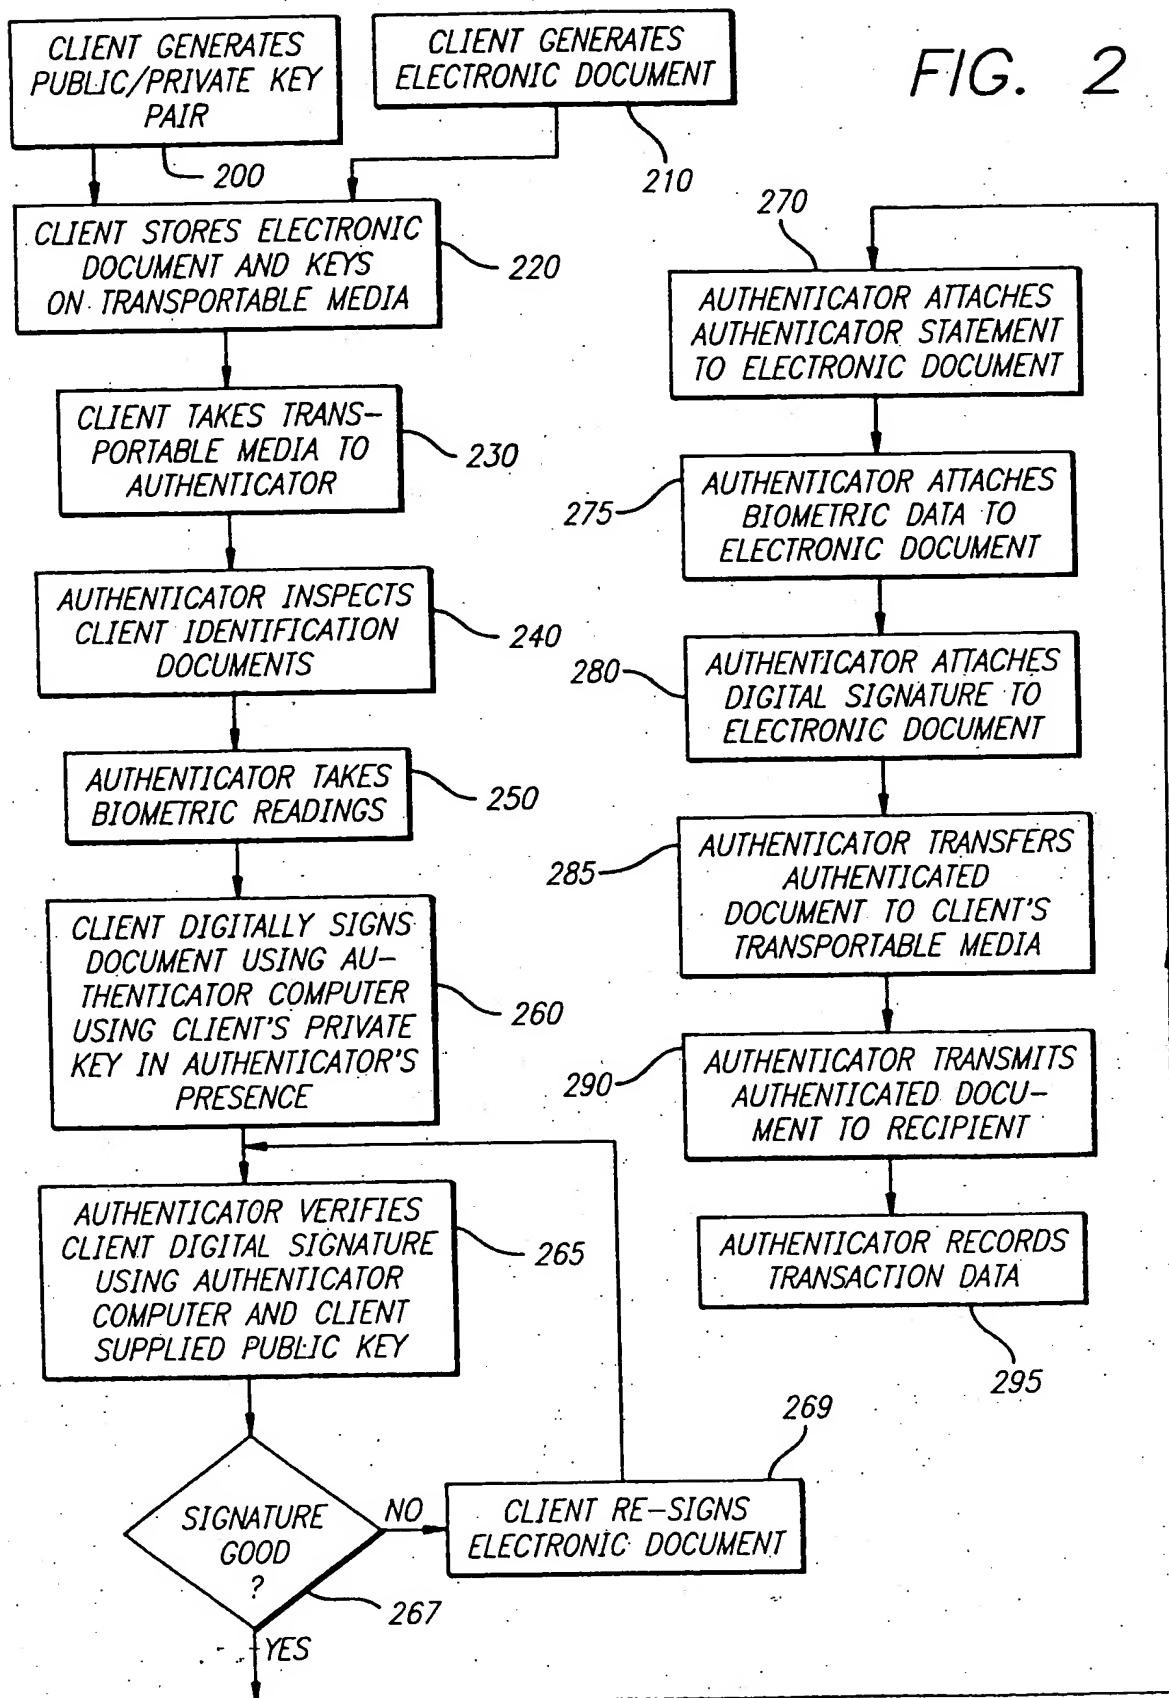 FIG. 2
CLIENT GENERATES
PUBLIC/PRIVATE KEY
PAIR
200
CLIENT GENERATES
ELECTRONIC DOCUMENT
210
CLIENT STORES ELECTRONIC
DOCUMENT AND KEYS
ON TRANSPORTABLE MEDIA
220
CLIENT TAKES TRANS-
PORTABLE MEDIA TO
AUTHENTICATOR
230
AUTHENTICATOR INSPECTS
CLIENT IDENTIFICATION
DOCUMENTS
240
AUTHENTICATOR TAKES
BIOMETRIC READINGS
250
CLIENT DIGITALLY SIGNS
DOCUMENT USING AU-
THENTICATOR COMPUTER
USING CLIENT'S PRIVATE
KEY IN AUTHENTICATOR'S
PRESENCE
260
AUTHENTICATOR VERIFIES
CLIENT DIGITAL SIGNATURE
USING AUTHENTICATOR
COMPUTER AND CLIENT
SUPPLIED PUBLIC KEY
265
SIGNATURE
GOOD
?
267
NO
YES
269
CLIENT RE-SIGNS
ELECTRONIC DOCUMENT
270
AUTHENTICATOR ATTACHES
AUTHENTICATOR STATEMENT
TO ELECTRONIC DOCUMENT
275
AUTHENTICATOR ATTACHES
BIOMETRIC DATA TO
ELECTRONIC DOCUMENT
280
AUTHENTICATOR ATTACHES
DIGITAL SIGNATURE TO
ELECTRONIC DOCUMENT
285
AUTHENTICATOR TRANSFERS
AUTHENTICATED
DOCUMENT TO CLIENT'S
TRANSPORTABLE MEDIA
290
AUTHENTICATOR TRANSMITS
AUTHENTICATED DOCU-
MENT TO RECIPIENT
AUTHENTICATOR RECORDS
TRANSACTION DATA
295